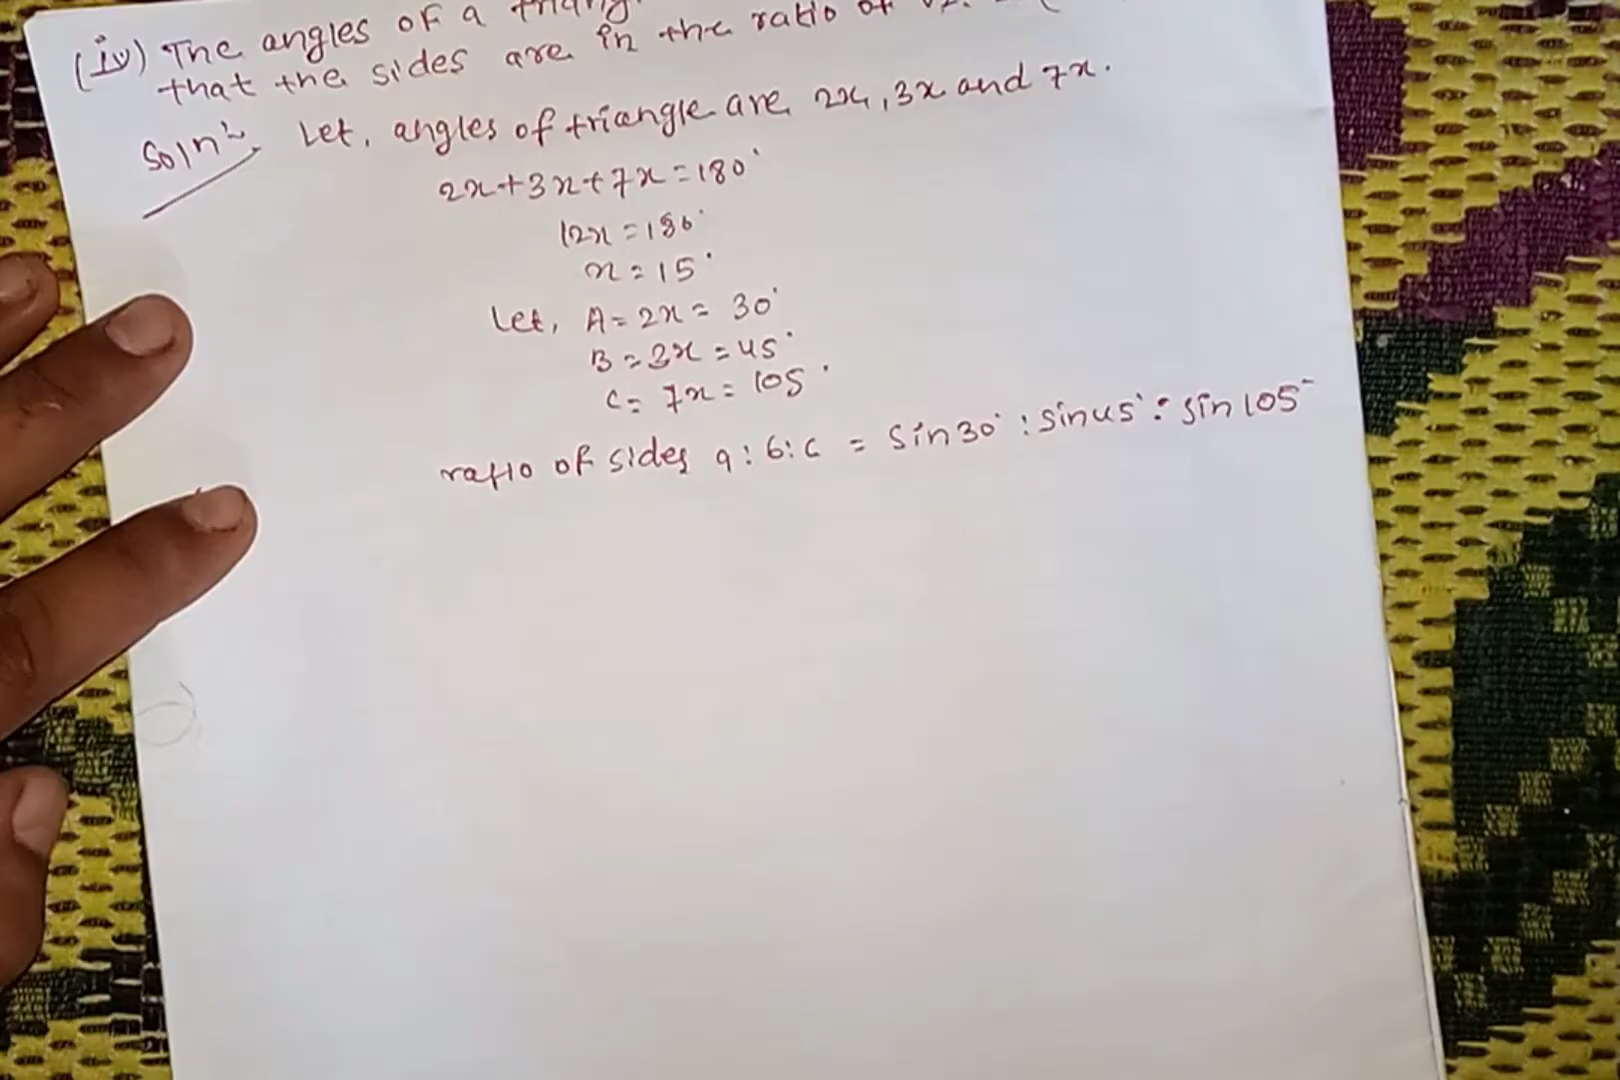 (iv) The angles of a
that the sides are in the ratio of √2:
Soln Let, angles of triangle are 2x, 3x and 7x.
2x+3x+7x=180°
12x=180°
x=15°
Let, A=2x=30°
B=3x=45°
C=7x=105°
ratio of sides a:b:c = sin30°:sin45°:sin105°